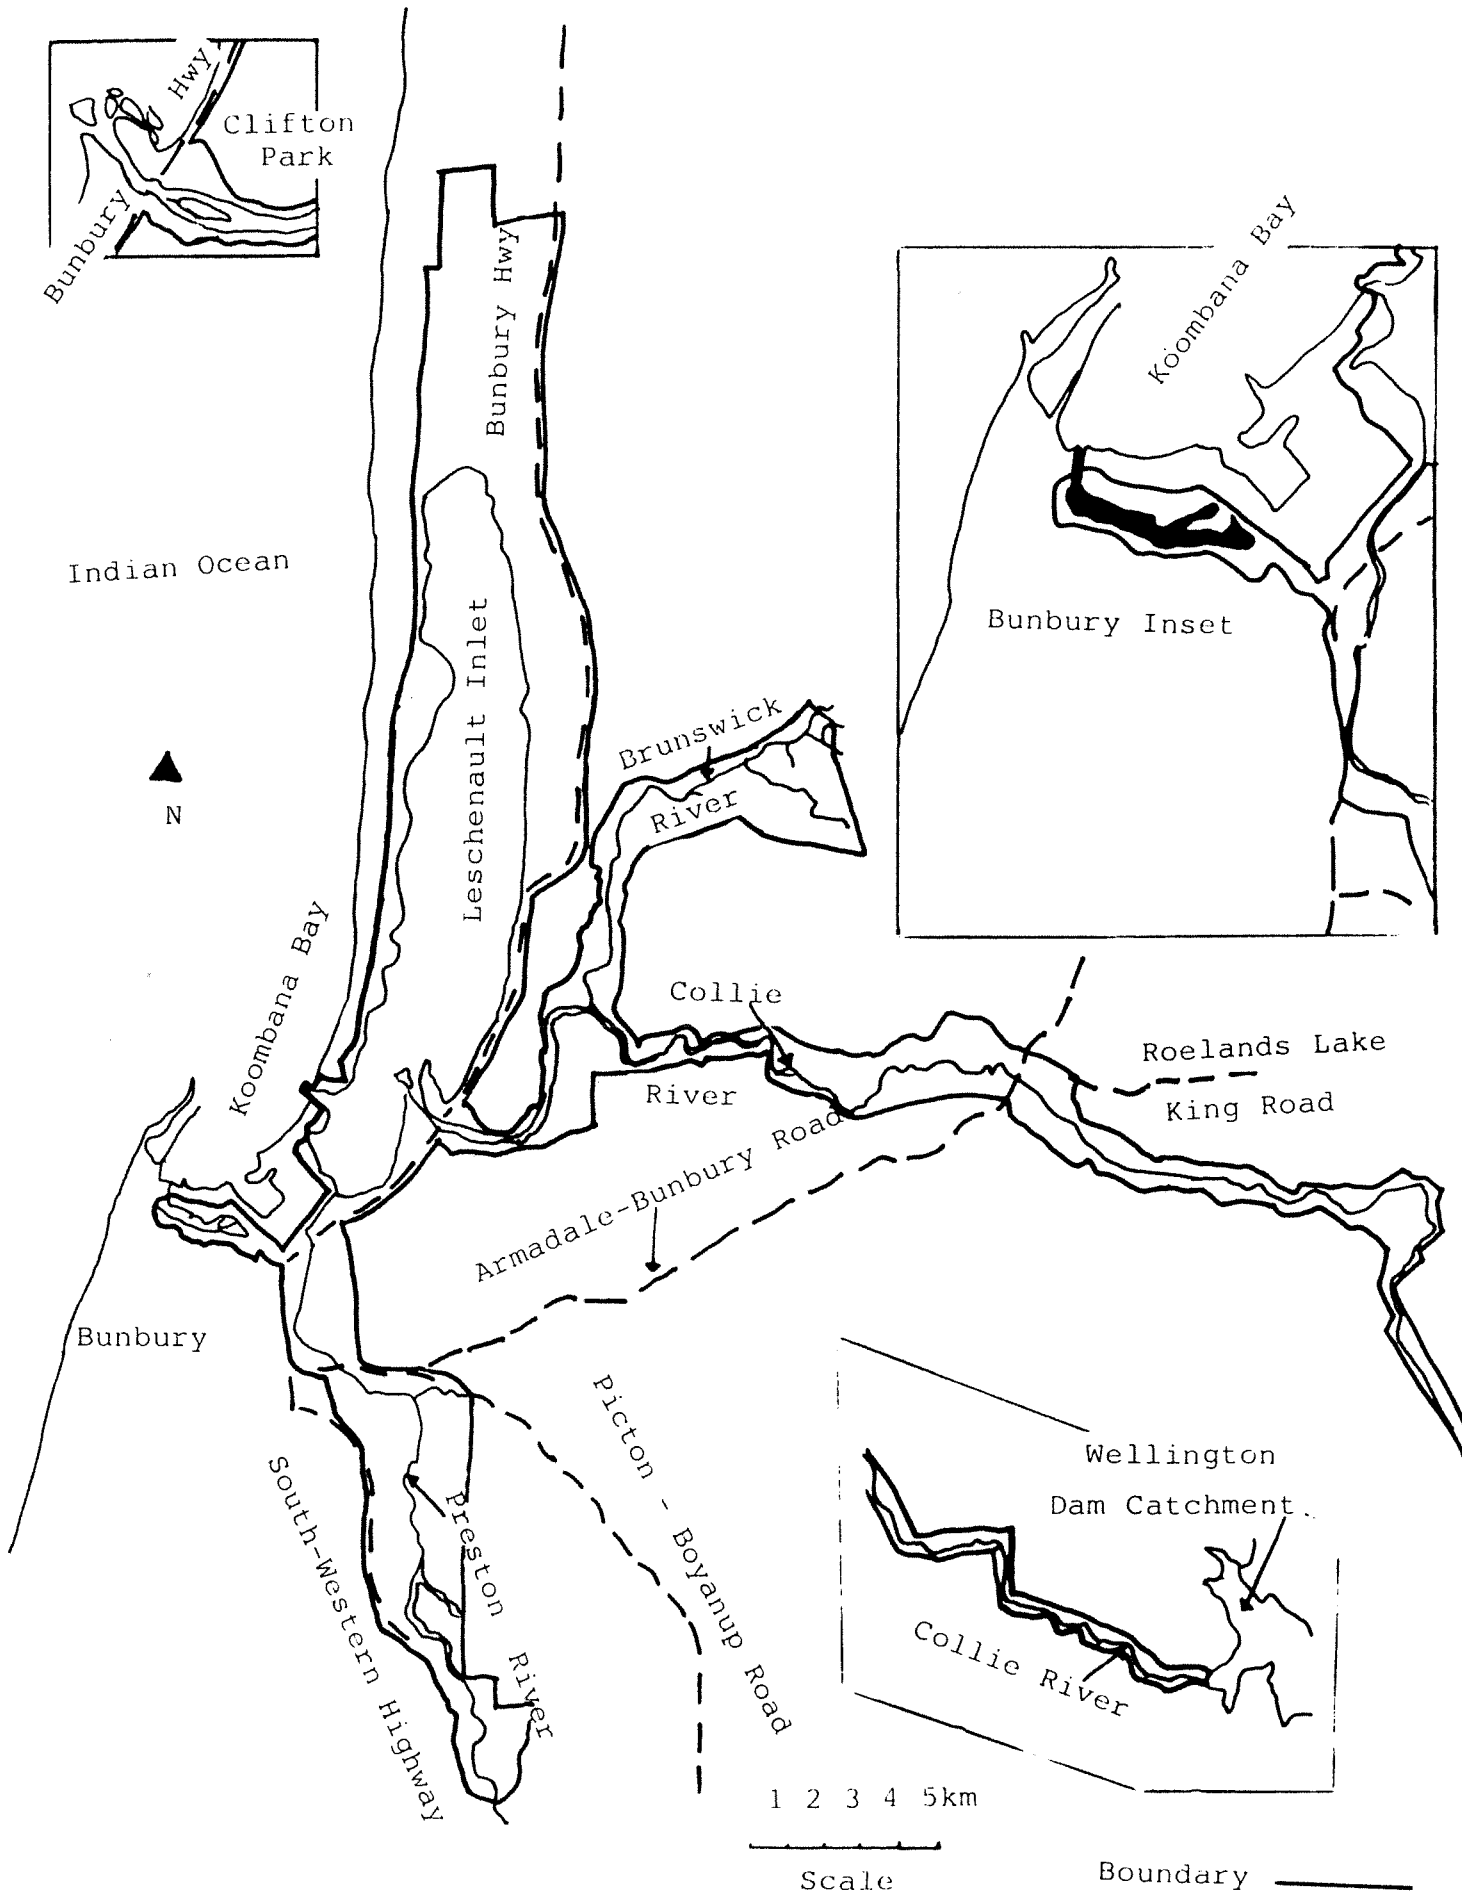 Hwy
Clifton
Park
Bunbury
Bunbury Hwy
Koombana Bay
Indian Ocean
Leschenault Inlet
Bunbury Inset
Brunswick
River
N
Koombana Bay
Collie
River
Roelands Lake
King Road
Armadale-Bunbury Road
Bunbury
Picton - Boyanup Road
South-Western Highway
Preston River
Wellington
Dam Catchment
Collie River
1 2 3 4 5km
Scale
Boundary